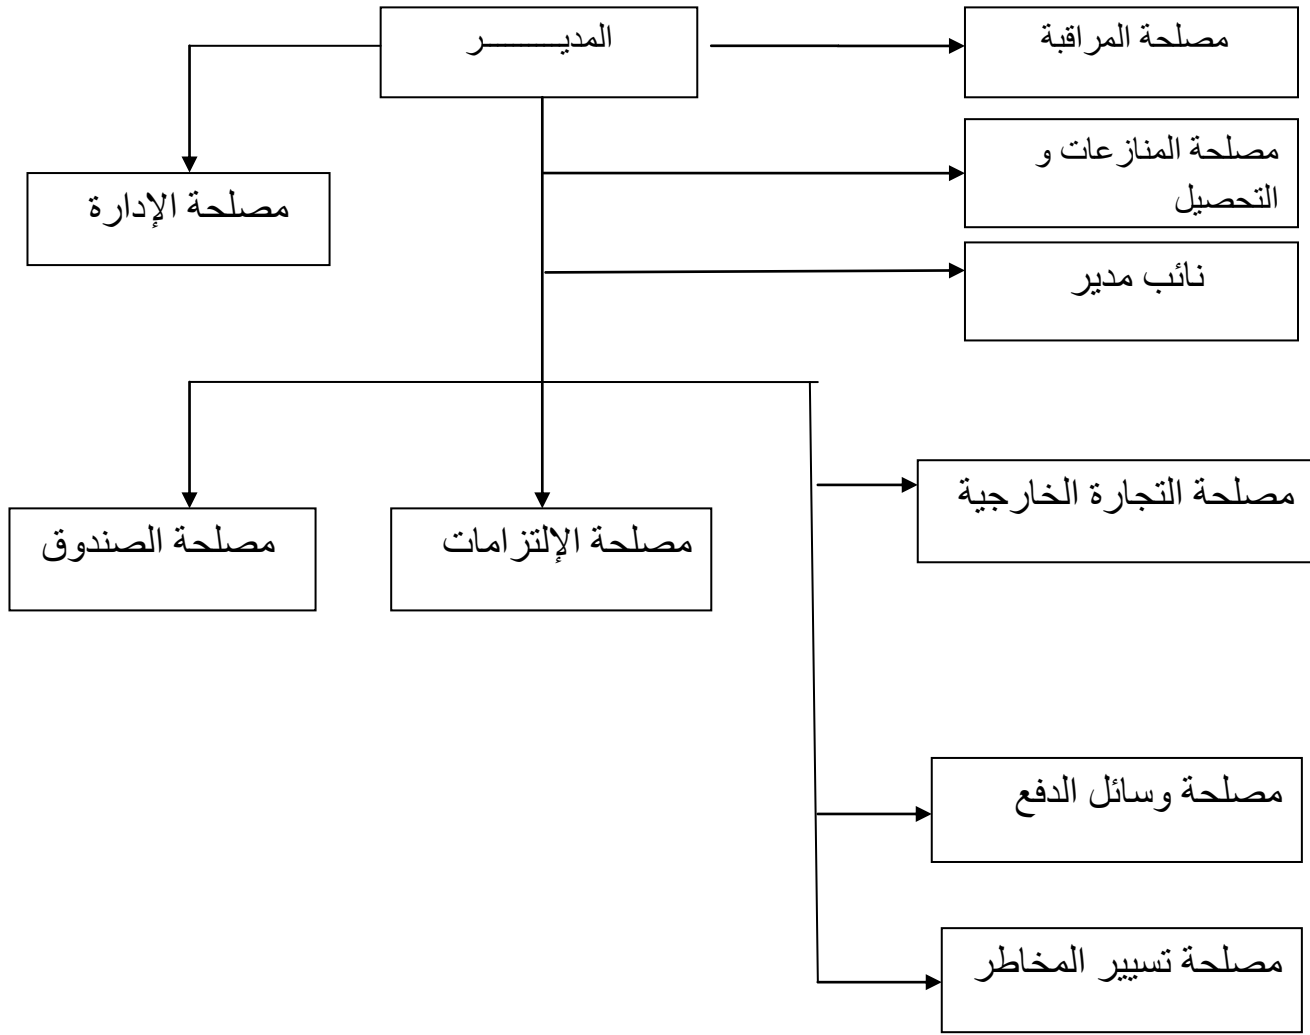 المديـــــــر
مصلحة المراقبة
مصلحة المنازعات و
التحصيل
مصلحة الإدارة
نائب مدير
مصلحة التجارة الخارجية
مصلحة الإلتزامات
مصلحة الصندوق
مصلحة وسائل الدفع
مصلحة تسيير المخاطر